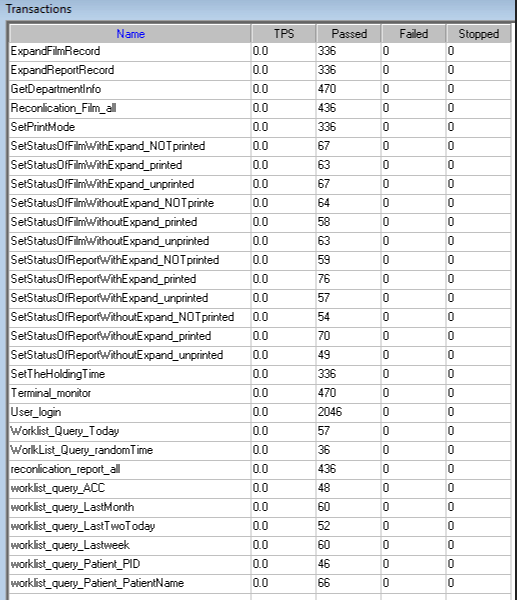 Transactions
Name TPS Passed Failed Stopped
ExpandFilmRecord 0.0 336 0 0
ExpandReportRecord 0.0 336 0 0
GetDepartmentInfo 0.0 470 0 0
Reconlication_Film_all 0.0 436 0 0
SetPrintMode 0.0 336 0 0
SetStatusOfFilmWithExpand_NOTprinted 0.0 67 0 0
SetStatusOfFilmWithExpand_printed 0.0 63 0 0
SetStatusOfFilmWithExpand_unprinted 0.0 67 0 0
SetStatusOfFilmWithoutExpand_NOTprinte 0.0 64 0 0
SetStatusOfFilmWithoutExpand_printed 0.0 58 0 0
SetStatusOfFilmWithoutExpand_unprinted 0.0 63 0 0
SetStatusOfReportWithExpand_NOTprinted 0.0 59 0 0
SetStatusOfReportWithExpand_printed 0.0 76 0 0
SetStatusOfReportWithExpand_unprinted 0.0 57 0 0
SetStatusOfReportWithoutExpand_NOTprinted 0.0 54 0 0
SetStatusOfReportWithoutExpand_printed 0.0 70 0 0
SetStatusOfReportWithoutExpand_unprinted 0.0 49 0 0
SetTheHoldingTime 0.0 336 0 0
Terminal_monitor 0.0 470 0 0
User_login 0.0 2046 0 0
Worklist_Query_Today 0.0 57 0 0
WorlkList_Query_randomTime 0.0 36 0 0
reconlication_report_all 0.0 436 0 0
worklist_query_ACC 0.0 48 0 0
worklist_query_LastMonth 0.0 60 0 0
worklist_query_LastTwoToday 0.0 52 0 0
worklist_query_Lastweek 0.0 60 0 0
worklist_query_Patient_PID 0.0 46 0 0
worklist_query_Patient_PatientName 0.0 66 0 0